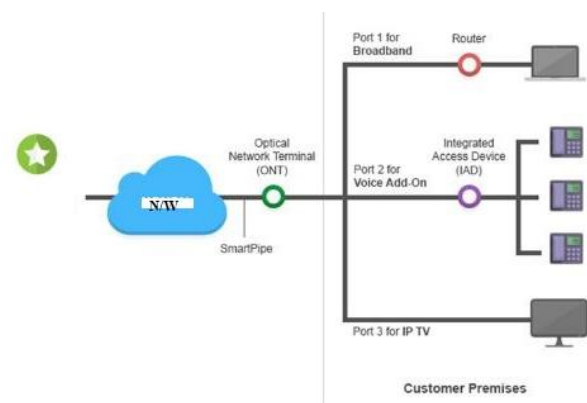 Port 1 for
Broadband
Router
Optical
Network Terminal
(ONT)
Port 2 for
Voice Add-On
Integrated
Access Device
(IAD)
N/W
SmartPipe
Port 3 for IP TV
Customer Premises